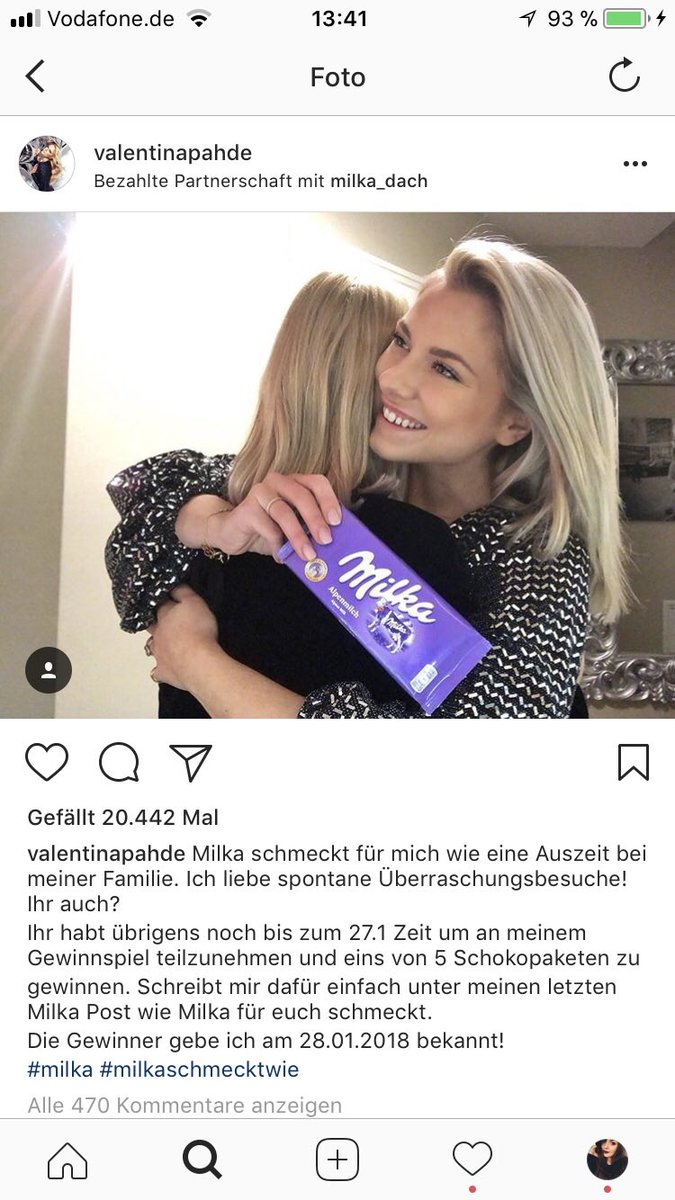 Vodafone.de
13:41
93 %
Foto
valentinapahde
Bezahlte Partnerschaft mit milka_dach
Milka
Alpenmilch
Milka
Gefällt 20.442 Mal
valentinapahde Milka schmeckt für mich wie eine Auszeit bei
meiner Familie. Ich liebe spontane Überraschungsbesuche!
Ihr auch?
Ihr habt übrigens noch bis zum 27.1 Zeit um an meinem
Gewinnspiel teilzunehmen und eins von 5 Schokopaketen zu
gewinnen. Schreibt mir dafür einfach unter meinen letzten
Milka Post wie Milka für euch schmeckt.
Die Gewinner gebe ich am 28.01.2018 bekannt!
#milka #milkaschmecktwie
Alle 470 Kommentare anzeigen